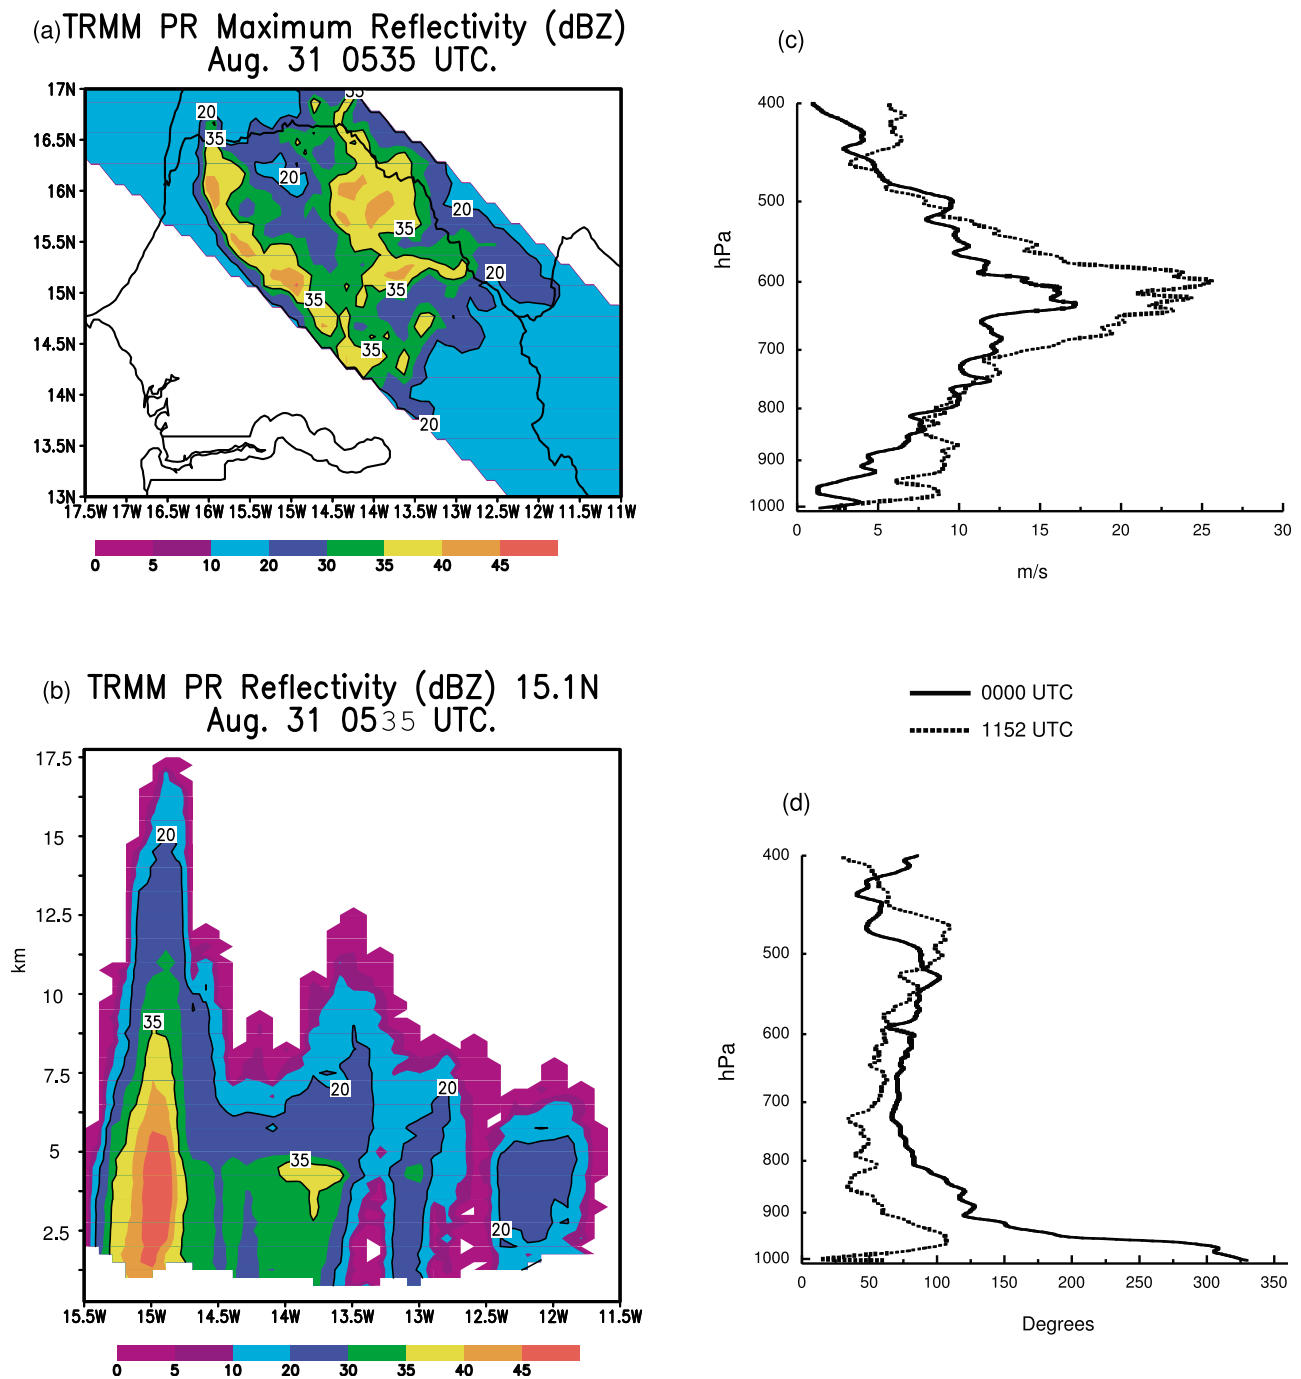 (a) TRMM PR Maximum Reflectivity (dBZ)
Aug. 31 0535 UTC.
17N
16.5N
16N
15.5N
15N
14.5N
14N
13.5N
13N
20
35
35
20
35
20
20
35
35
35
20
17.5W 17W 16.5W 16W 15.5W 15W 14.5W 14W 13.5W 13W 12.5W 12W 11.5W 11W
0 5 10 20 30 35 40 45
(c)
hPa
400
500
600
700
800
900
1000
0 5 10 15 20 25 30
m/s
0000 UTC
1152 UTC
(b) TRMM PR Reflectivity (dBZ) 15.1N
Aug. 31 0535 UTC.
km
17.5
15
12.5
10
7.5
5
2.5
20
35
20
20
35
20
15.5W 15W 14.5W 14W 13.5W 13W 12.5W 12W 11.5W
0 5 10 20 30 35 40 45
(d)
hPa
400
500
600
700
800
900
1000
0 50 100 150 200 250 300 350
Degrees